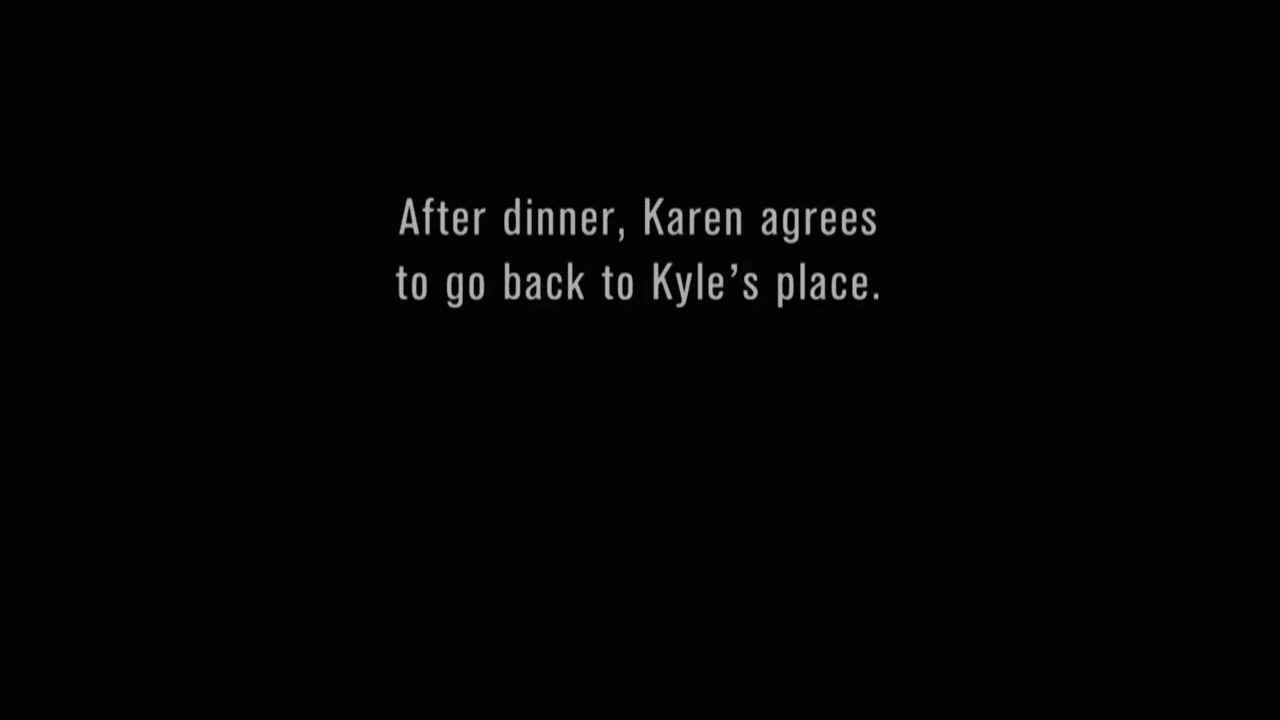 After dinner, Karen agrees
to go back to Kyle’s place.